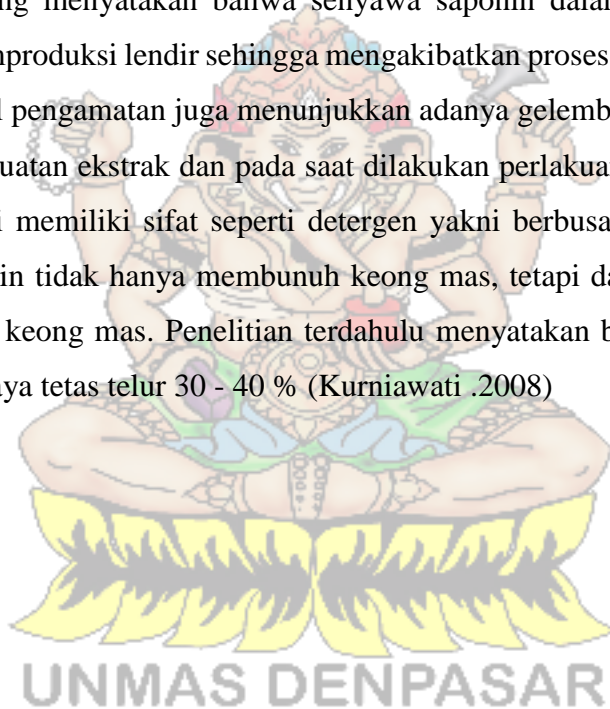 ng menyatakan bahwa senyawa saponin dalam
nproduksi lendir sehingga mengakibatkan proses
l pengamatan juga menunjukkan adanya gelemb
uatan ekstrak dan pada saat dilakukan perlakuan
i memiliki sifat seperti detergen yakni berbusa
in tidak hanya membunuh keong mas, tetapi da
keong mas. Penelitian terdahulu menyatakan b
ya tetas telur 30 - 40 % (Kurniawati .2008)
UNMAS DENPASAR